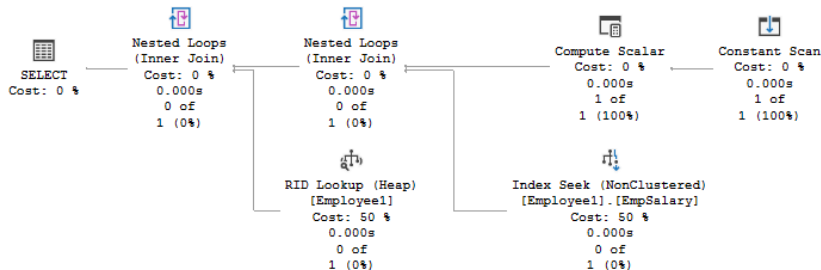 SELECT
Cost: 0 %
Nested Loops
(Inner Join)
Cost: 0 %
0.000s
0 of
1 (0%)
Nested Loops
(Inner Join)
Cost: 0 %
0.000s
0 of
1 (0%)
Compute Scalar
Cost: 0 %
0.000s
1 of
1 (100%)
Constant Scan
Cost: 0 %
0.000s
1 of
1 (100%)
RID Lookup (Heap)
[Employee1]
Cost: 50 %
0.000s
0 of
1 (0%)
Index Seek (NonClustered)
[Employee1].[EmpSalary]
Cost: 50 %
0.000s
0 of
1 (0%)